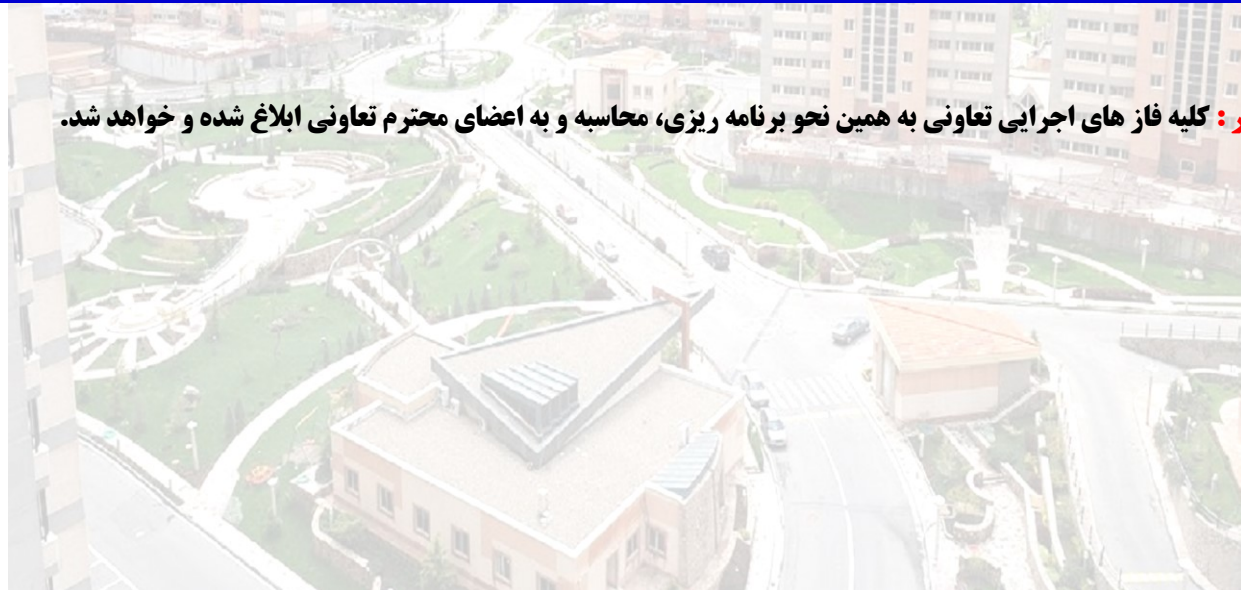 : کلیه فاز های اجرایی تعاونی به همین نحو برنامه ریزی، محاسبه و به اعضای محترم تعاونی ابلاغ شده و خواهد شد.